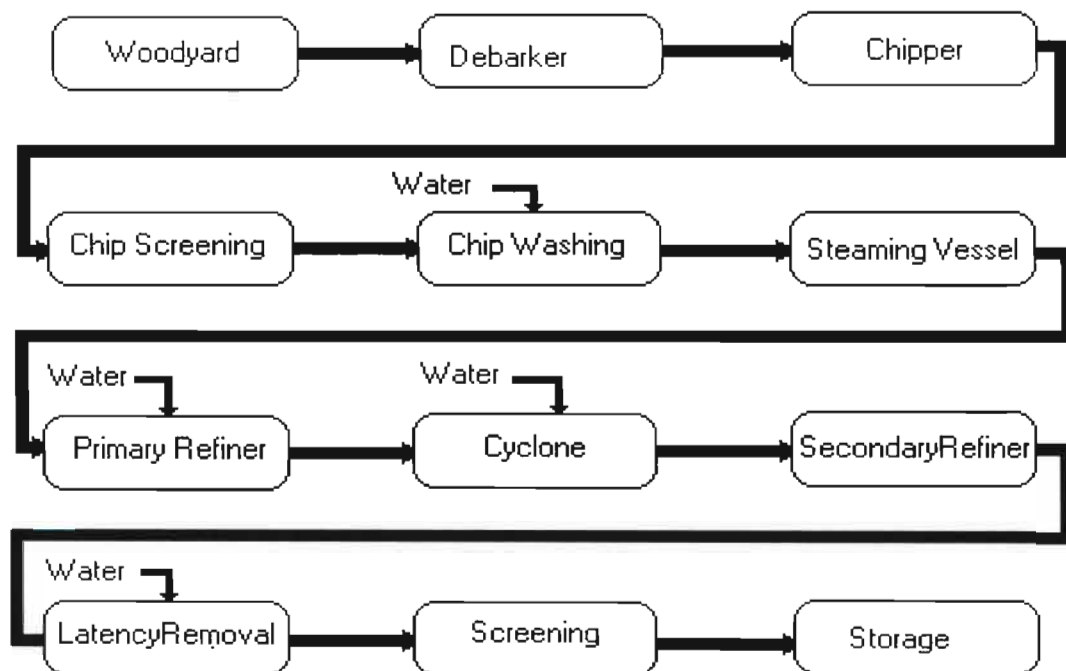 Woodyard
Debarker
Chipper
Water
Chip Screening
Chip Washing
Steaming Vessel
Water
Water
Primary Refiner
Cyclone
SecondaryRefiner
Water
LatencyRemoval
Screening
Storage